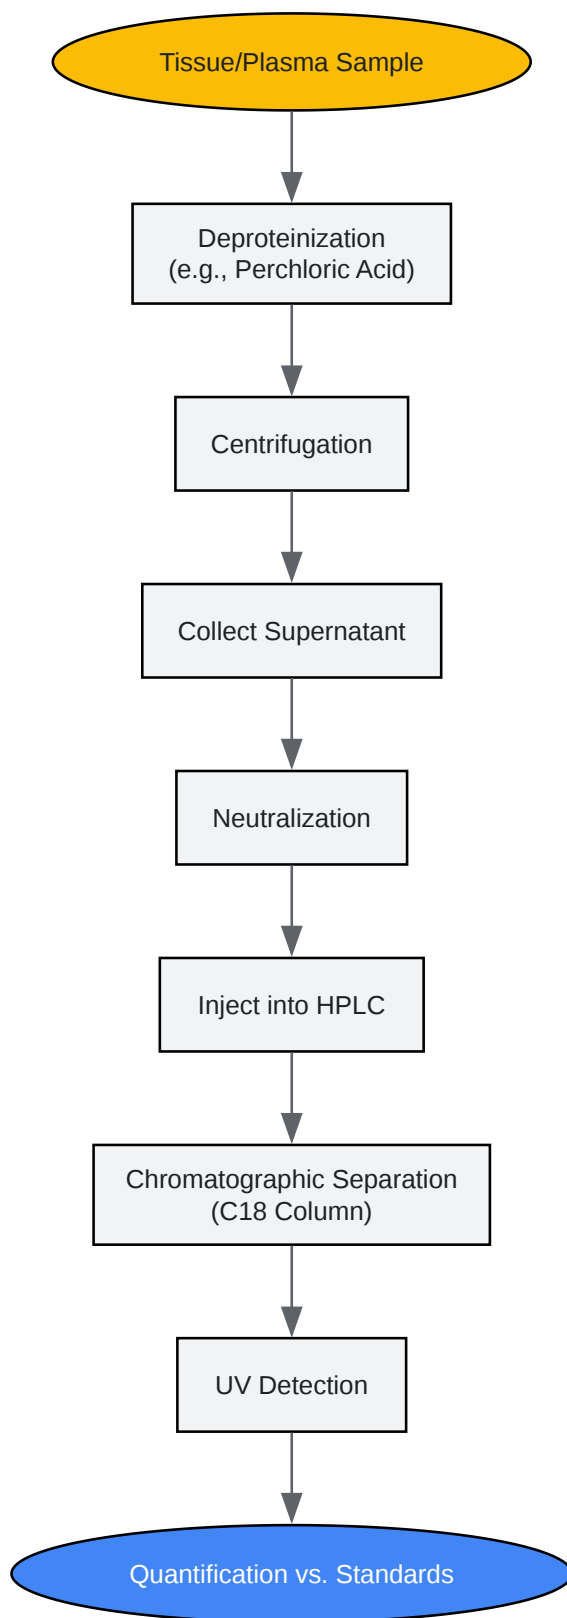 Tissue/Plasma Sample
Deproteinization
(e.g., Perchloric Acid)
Centrifugation
Collect Supernatant
Neutralization
Inject into HPLC
Chromatographic Separation
(C18 Column)
UV Detection
Quantification vs. Standards